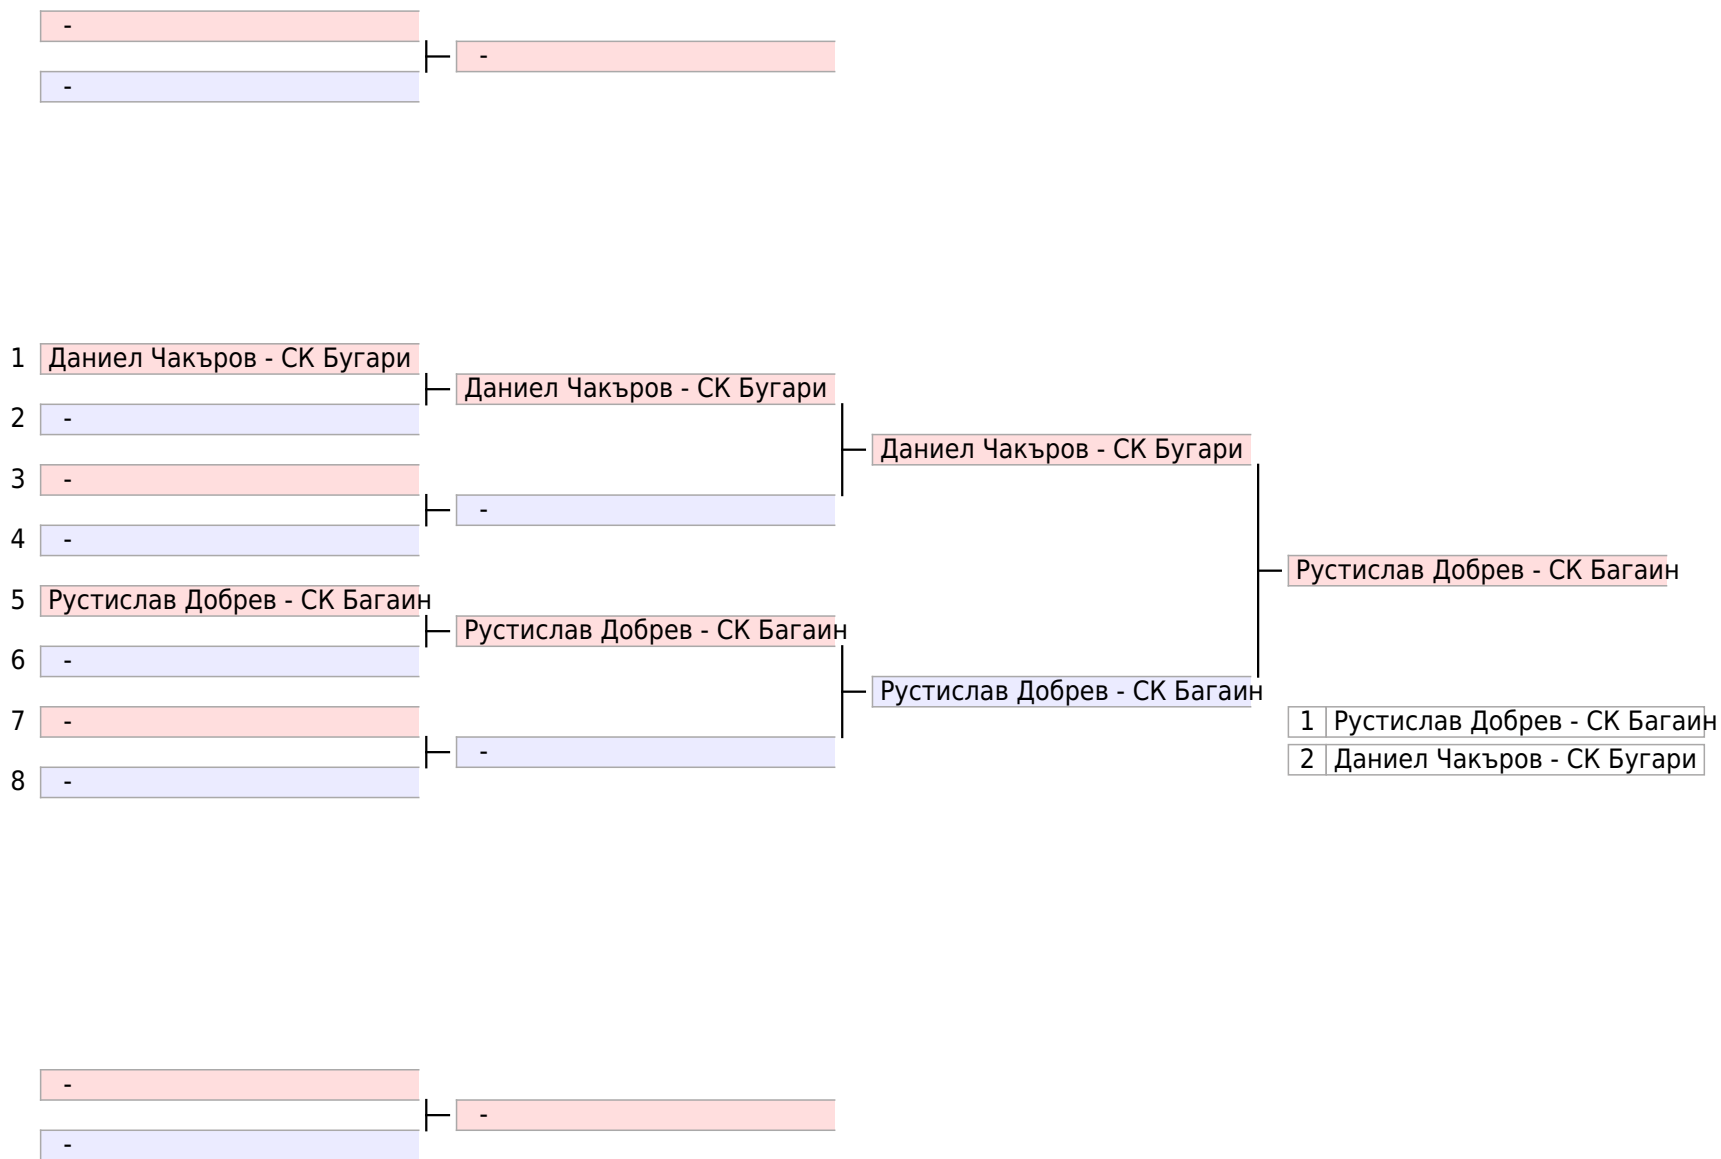 -
-
-
1 Даниел Чакъров - СК Бугари
Даниел Чакъров - СК Бугари
2 -
Даниел Чакъров - СК Бугари
3 -
-
4 -
Рустислав Добрев - СК Багаин
5 Рустислав Добрев - СК Багаин
Рустислав Добрев - СК Багаин
6 -
Рустислав Добрев - СК Багаин
7 -
1 Рустислав Добрев - СК Багаин
-
2 Даниел Чакъров - СК Бугари
8 -
-
-
-